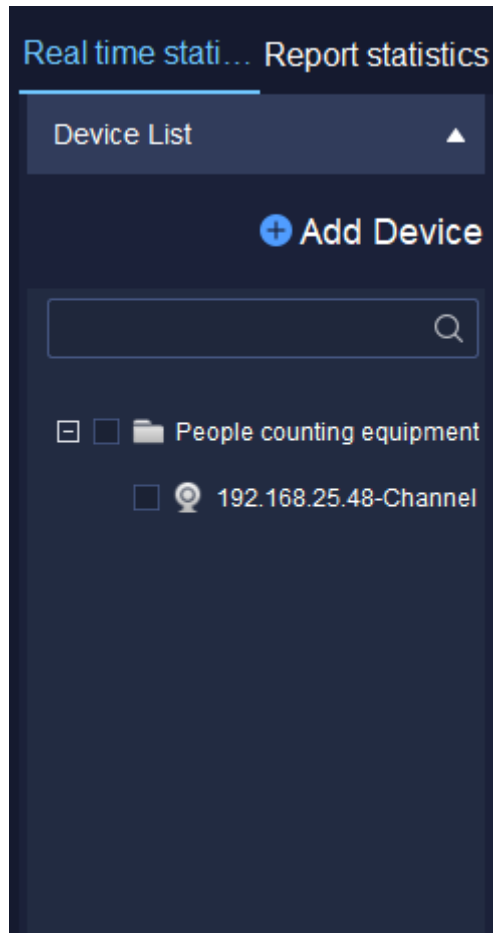 Real time stati... Report statistics
Device List
Add Device
People counting equipment
192.168.25.48-Channel